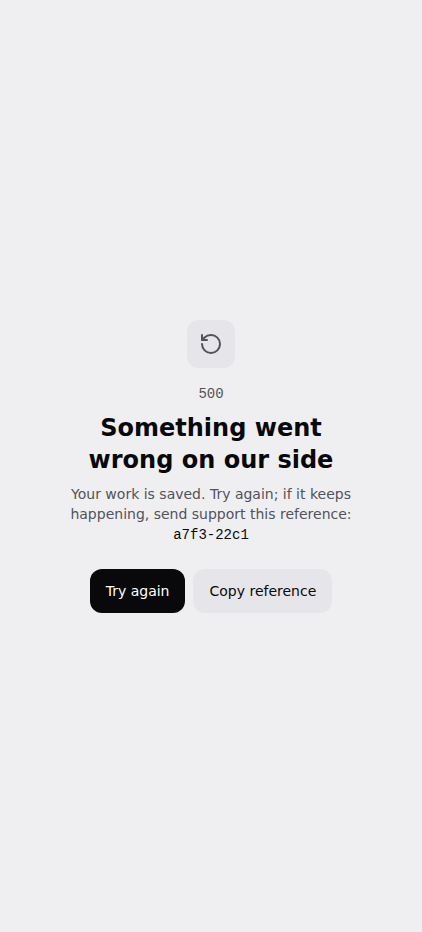 500
Something went
wrong on our side
Your work is saved. Try again; if it keeps
happening, send support this reference:
a7f3-22c1
Try again
Copy reference